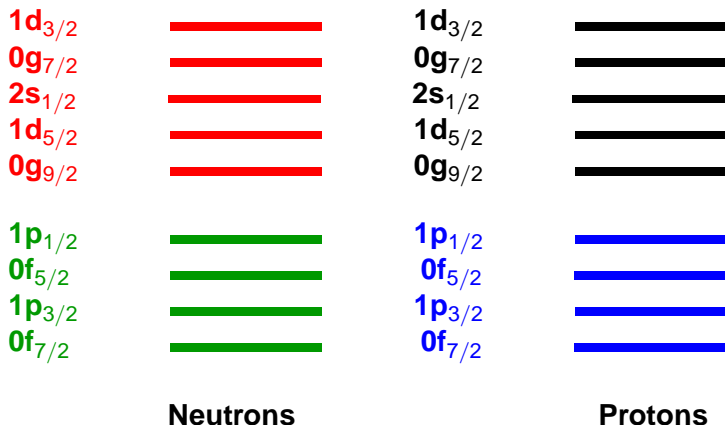 1d3/2 1d3/2
0g7/2 0g7/2
2s1/2 2s1/2
1d5/2 1d5/2
0g9/2 0g9/2
1p1/2 1p1/2
0f5/2 0f5/2
1p3/2 1p3/2
0f7/2 0f7/2
Neutrons Protons